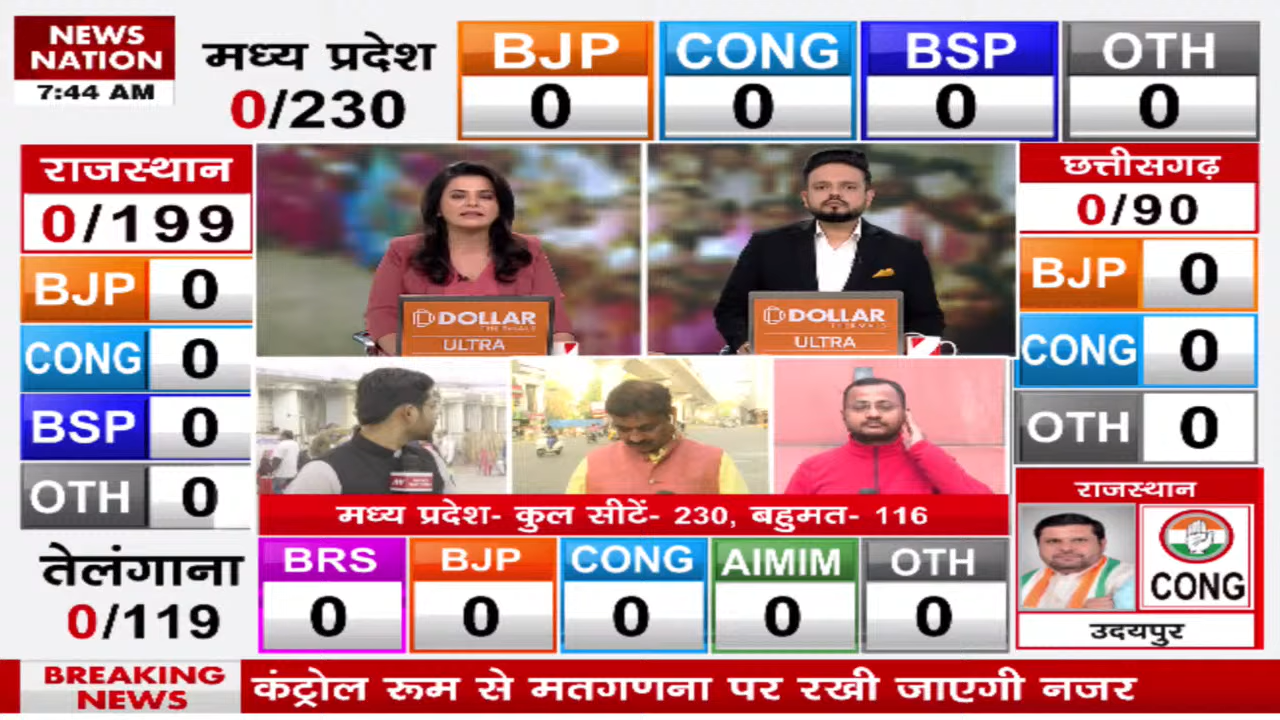 NEWS
NATION
7:44 AM
मध्य प्रदेश
0/230
BJP
0
CONG
0
BSP
0
OTH
0
राजस्थान
0/199
BJP
0
CONG
0
BSP
0
OTH
0
DOLLAR
ULTRA
DOLLAR
ULTRA
छत्तीसगढ़
0/90
BJP
0
CONG
0
OTH
0
मध्य प्रदेश- कुल सीटें- 230, बहुमत- 116
राजस्थान
CONG
उदयपुर
तेलंगाना
0/119
BRS
0
BJP
0
CONG
0
AIMIM
0
OTH
0
BREAKING
NEWS
कंट्रोल रूम से मतगणना पर रखी जाएगी नजर